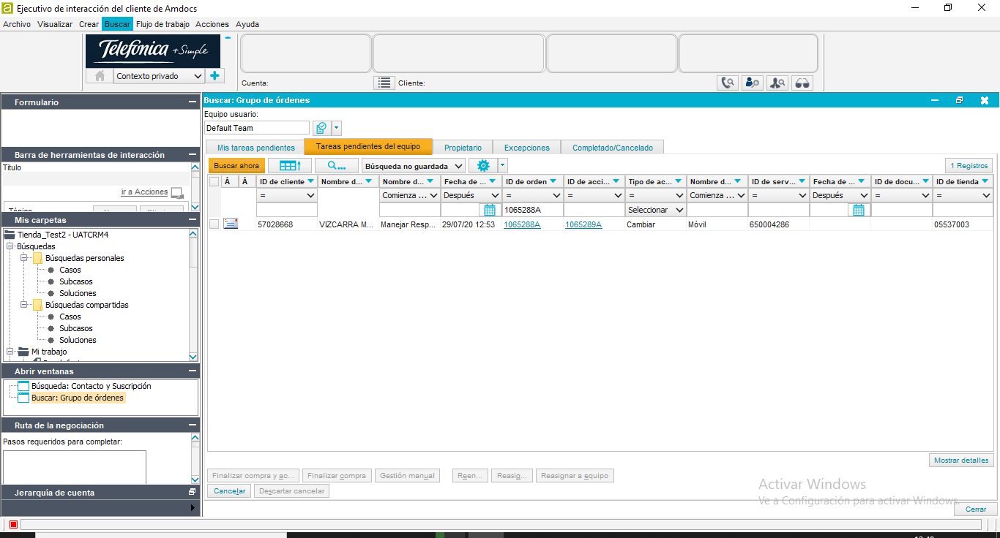 Ejecutivo de interacción del cliente de Amdocs
Archivo Visualizar Crear Buscar Flujo de trabajo Acciones Ayuda
Telefónica +Simple
Contexto privado
Cuenta:
Cliente:
Formulario
Barra de herramientas de interacción
Titulo
ir a Acciones
Mis carpetas
Tienda_Test2 - UATCRM4
Búsquedas
Búsquedas personales
Casos
Subcasos
Soluciones
Búsquedas compartidas
Casos
Subcasos
Soluciones
Mi trabajo
Abrir ventanas
Búsqueda: Contacto y Suscripción
Buscar: Grupo de órdenes
Ruta de la negociación
Pasos requeridos para completar:
Jerarquía de cuenta
Buscar: Grupo de órdenes
Equipo usuario:
Default Team
Mis tareas pendientes Tareas pendientes del equipo Propietario Excepciones Completado/Cancelado
Buscar ahora Búsqueda no guardada 1 Registros
Â Â ID de cliente Nombre d... Nombre d... Fecha de ... ID de orden ID de acci... Tipo de ac... Nombre d... ID de serv... Fecha de ... ID de docu... ID de tienda
= Comienza ... Después = = = Comienza ... = Después = =
1065288A Seleccionar
57028668 VIZCARRA M... Manejar Resp... 29/07/20 12:53 1065288A 1065289A Cambiar Móvil 650004286 05537003
Mostrar detalles
Finalizar compra y ac... Finalizar compra Gestión manual Reen... Reasig... Reasignar a equipo
Cancelar Descartar cancelar
Activar Windows
Ve a Configuración para activar Windows.
Cerrar